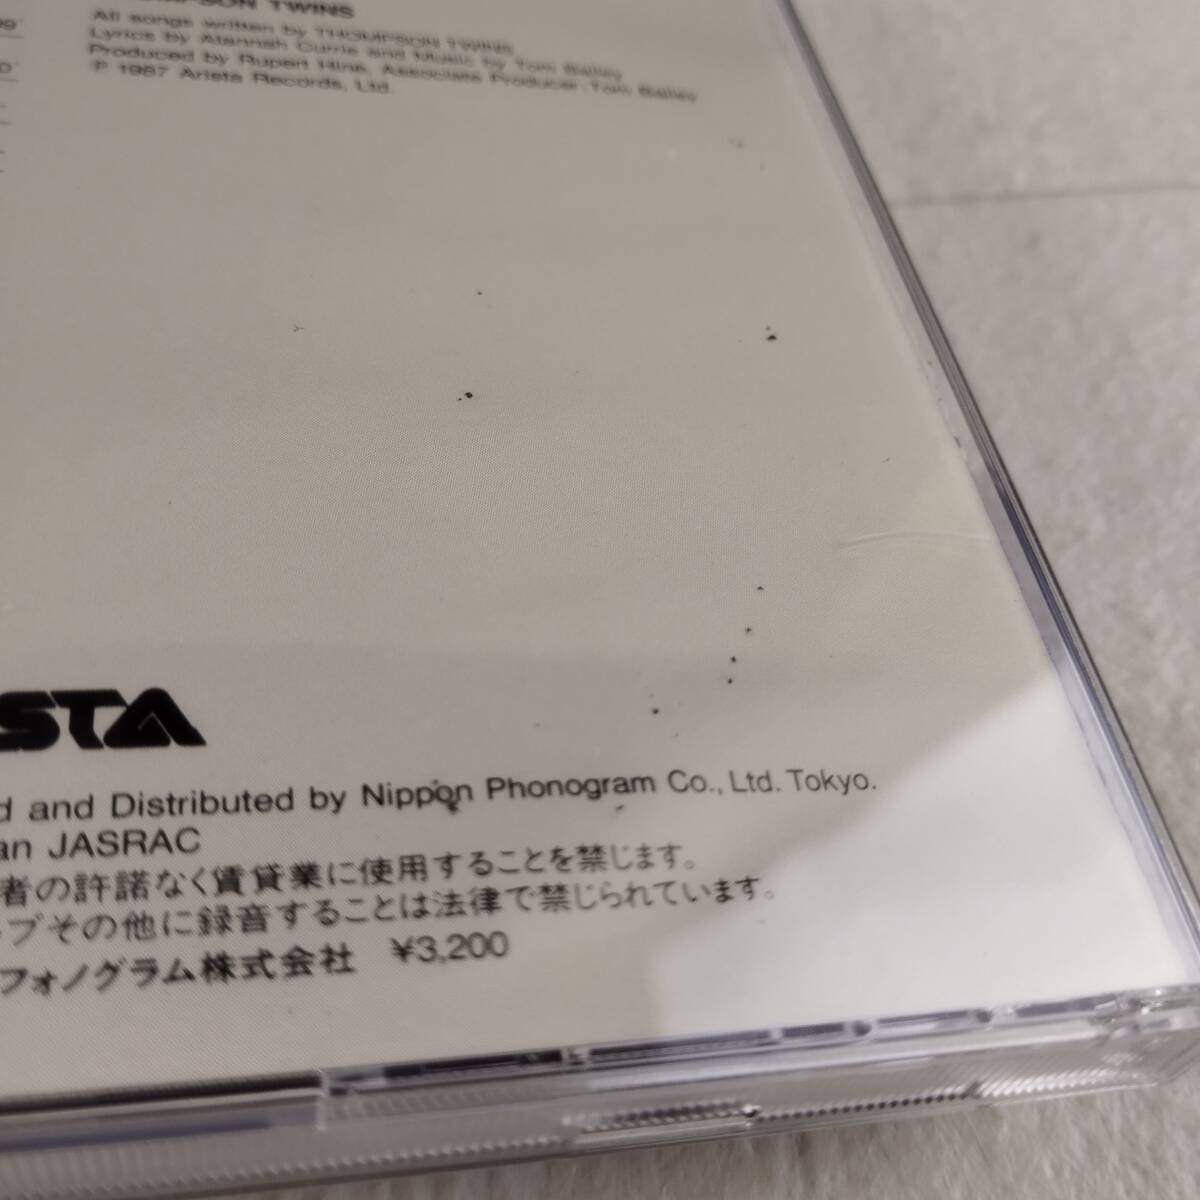 THOMPSON TWINS
All songs written by THOMPSON TWINS
Lyrics by Alannah Currie and Music by Tom Bailey
Produced by Rupert Hine, Associate Producer: Tom Bailey
℗ 1987 Arista Records, Ltd.
STA
d and Distributed by Nippon Phonogram Co., Ltd. Tokyo.
an JASRAC
者の許諾なく賃貸業に使用することを禁じます。
プその他に録音することは法律で禁じられています。
フォノグラム株式会社 ¥3,200